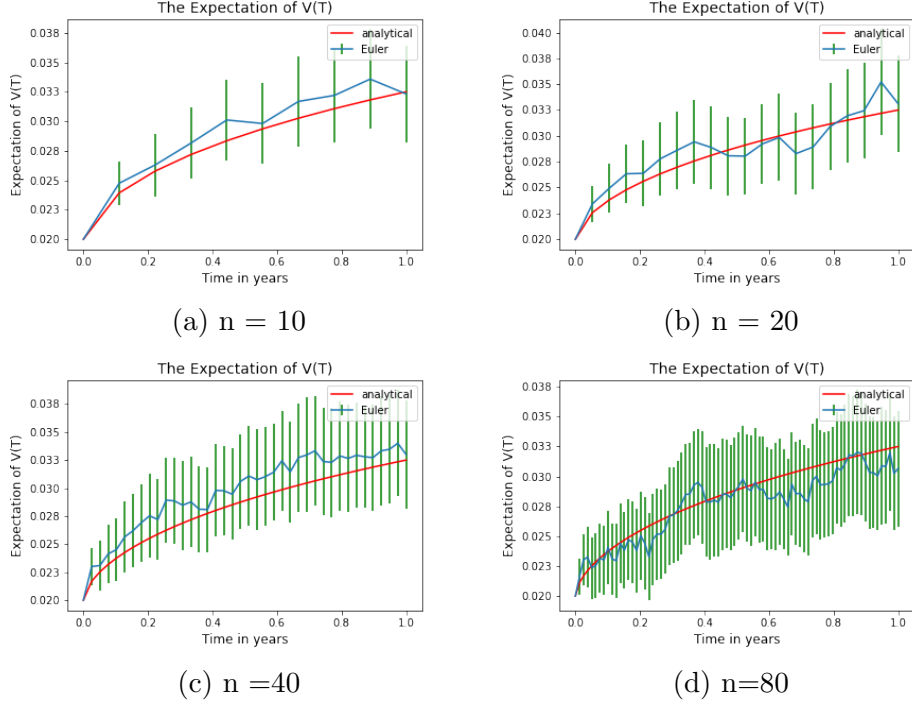 The Expectation of V(T)
Expectation of V(T)
0.038
0.035
0.033
0.030
0.028
0.025
0.023
0.020
analytical
Euler
0.0 0.2 0.4 0.6 0.8 1.0
Time in years
(a) n = 10
The Expectation of V(T)
Expectation of V(T)
0.040
0.038
0.035
0.033
0.030
0.028
0.025
0.023
0.020
analytical
Euler
0.0 0.2 0.4 0.6 0.8 1.0
Time in years
(b) n = 20
The Expectation of V(T)
Expectation of V(T)
0.038
0.035
0.033
0.030
0.028
0.025
0.023
0.020
analytical
Euler
0.0 0.2 0.4 0.6 0.8 1.0
Time in years
(c) n =40
The Expectation of V(T)
Expectation of V(T)
0.038
0.035
0.033
0.030
0.028
0.025
0.023
0.020
analytical
Euler
0.0 0.2 0.4 0.6 0.8 1.0
Time in years
(d) n=80